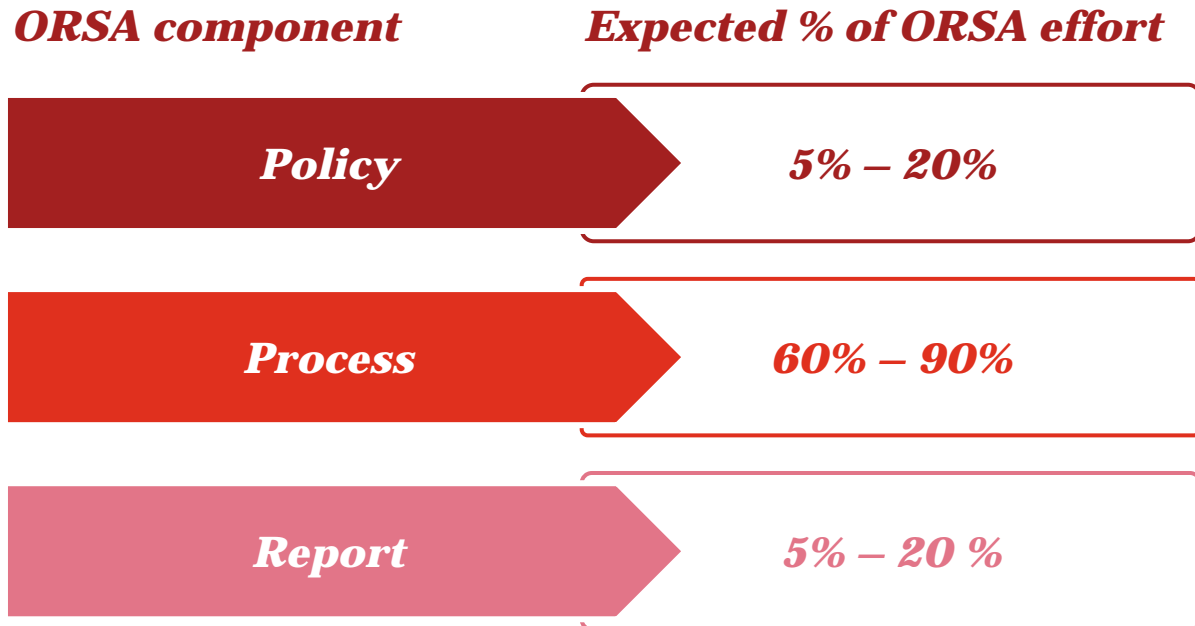 ORSA component
Expected % of ORSA effort
Policy
5% – 20%
Process
60% – 90%
Report
5% – 20 %